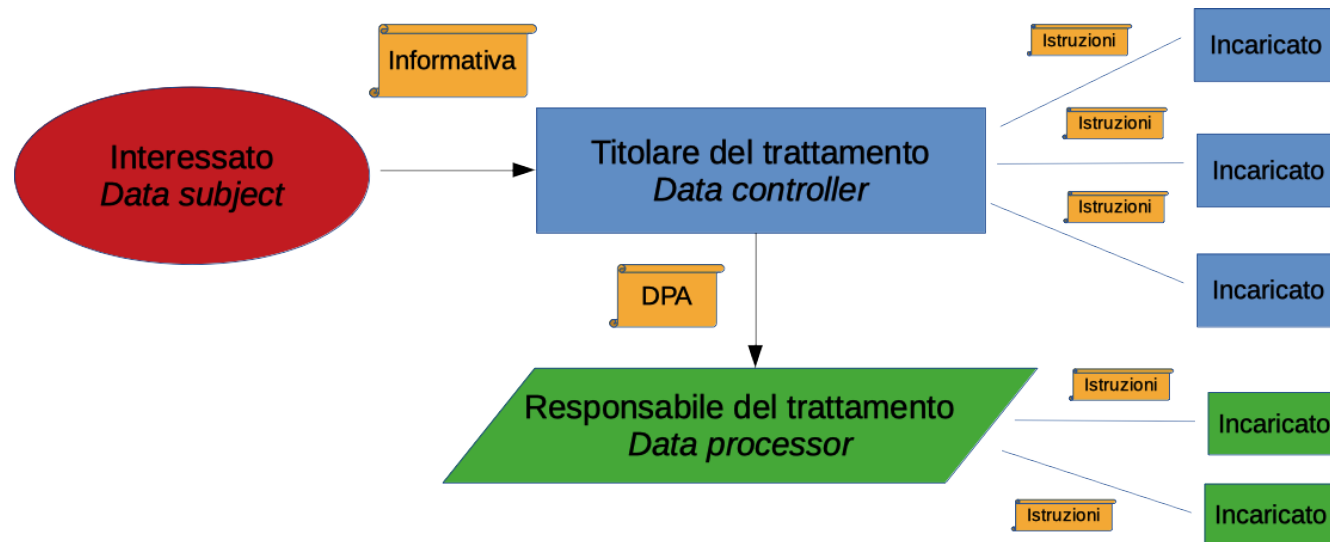 Informativa
Istruzioni
Incaricato
Interessato
Data subject
Titolare del trattamento
Data controller
Istruzioni
Incaricato
Istruzioni
Incaricato
DPA
Responsabile del trattamento
Data processor
Istruzioni
Incaricato
Istruzioni
Incaricato